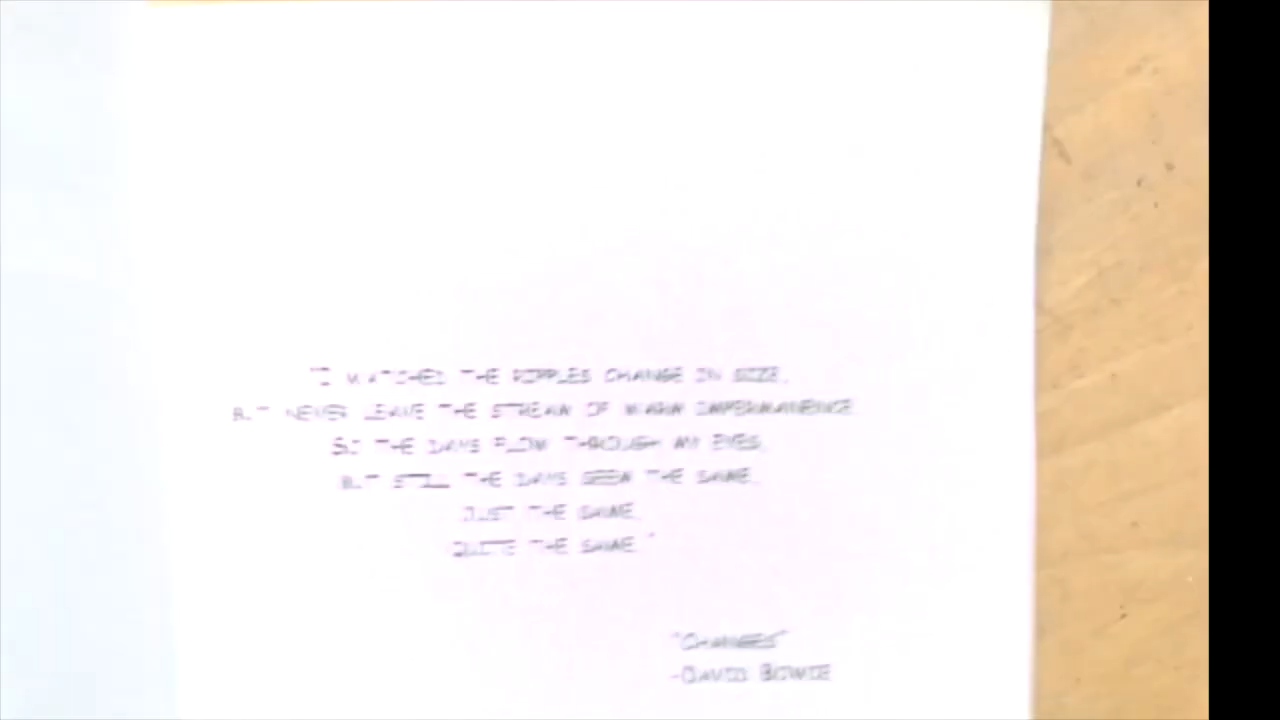 "I WATCHED THE RIPPLES CHANGE IN SIZE,
BUT NEVER LEAVE THE STREAM OF WARM IMPERMANENCE
SO THE DAYS FLOW THROUGH MY EYES,
BUT STILL THE DAYS SEEM THE SAME.
JUST THE SAME,
QUITE THE SAME."
"CHANGES"
-DAVID BOWIE